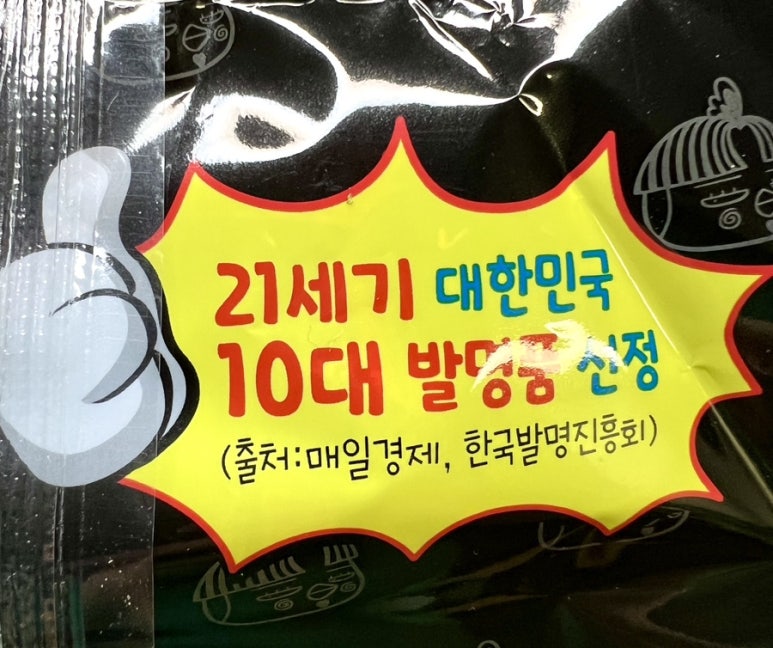 21세기 대한민국
10대 발명품 선정
(출처:매일경제, 한국발명진흥회)